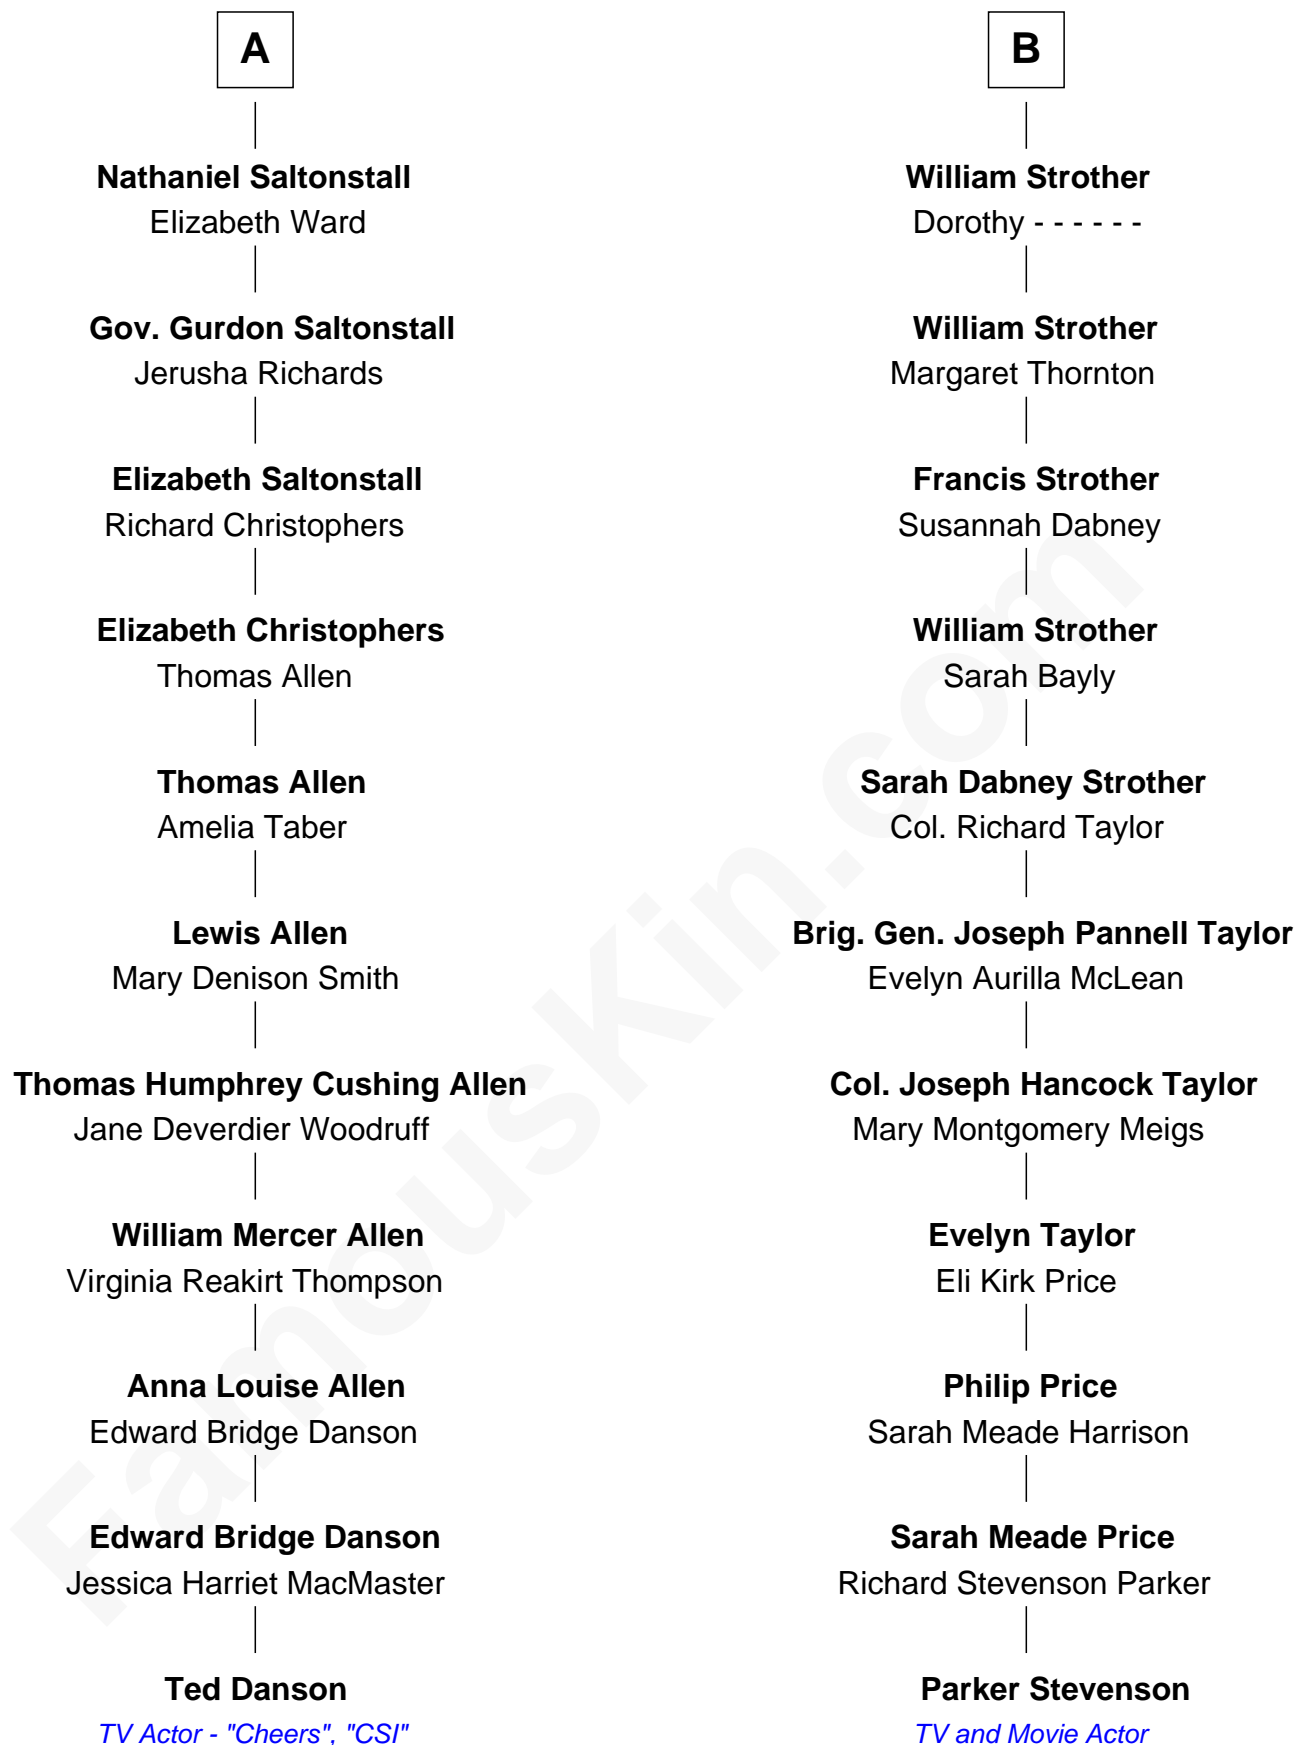 A
Nathaniel Saltonstall
Elizabeth Ward
Gov. Gurdon Saltonstall
Jerusha Richards
Elizabeth Saltonstall
Richard Christophers
Elizabeth Christophers
Thomas Allen
Thomas Allen
Amelia Taber
Lewis Allen
Mary Denison Smith
Thomas Humphrey Cushing Allen
Jane Deverdier Woodruff
William Mercer Allen
Virginia Reakirt Thompson
Anna Louise Allen
Edward Bridge Danson
Edward Bridge Danson
Jessica Harriet MacMaster
Ted Danson
TV Actor - "Cheers", "CSI"
B
William Strother
Dorothy - - - - - -
William Strother
Margaret Thornton
Francis Strother
Susannah Dabney
William Strother
Sarah Bayly
Sarah Dabney Strother
Col. Richard Taylor
Brig. Gen. Joseph Pannell Taylor
Evelyn Aurilla McLean
Col. Joseph Hancock Taylor
Mary Montgomery Meigs
Evelyn Taylor
Eli Kirk Price
Philip Price
Sarah Meade Harrison
Sarah Meade Price
Richard Stevenson Parker
Parker Stevenson
TV and Movie Actor
FamousKin.com